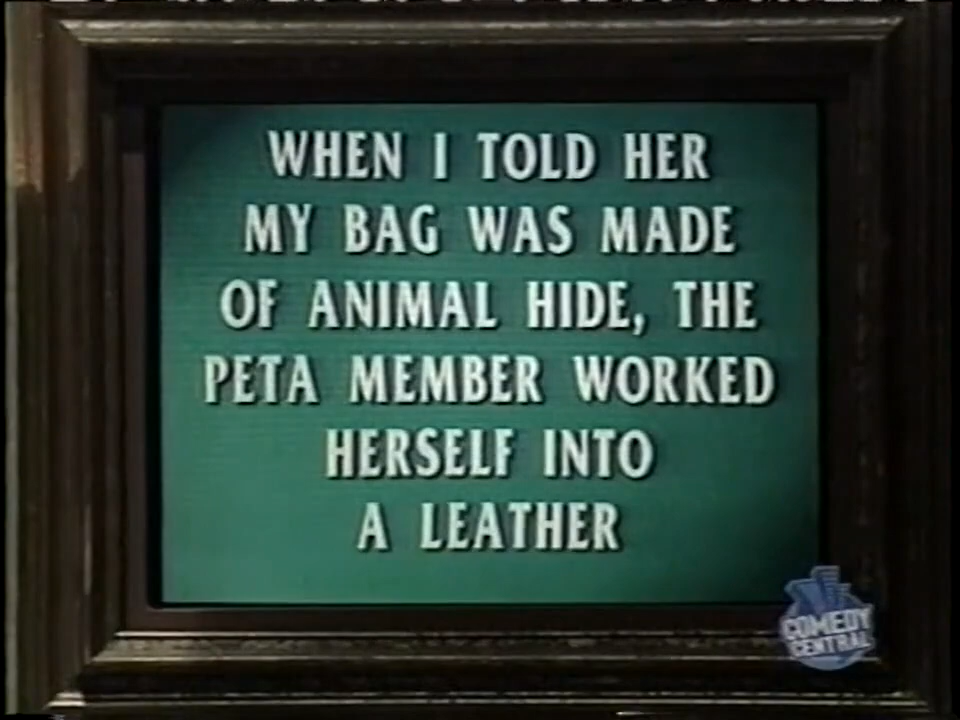 WHEN I TOLD HER
MY BAG WAS MADE
OF ANIMAL HIDE, THE
PETA MEMBER WORKED
HERSELF INTO
A LEATHER
COMEDY
CENTRAL